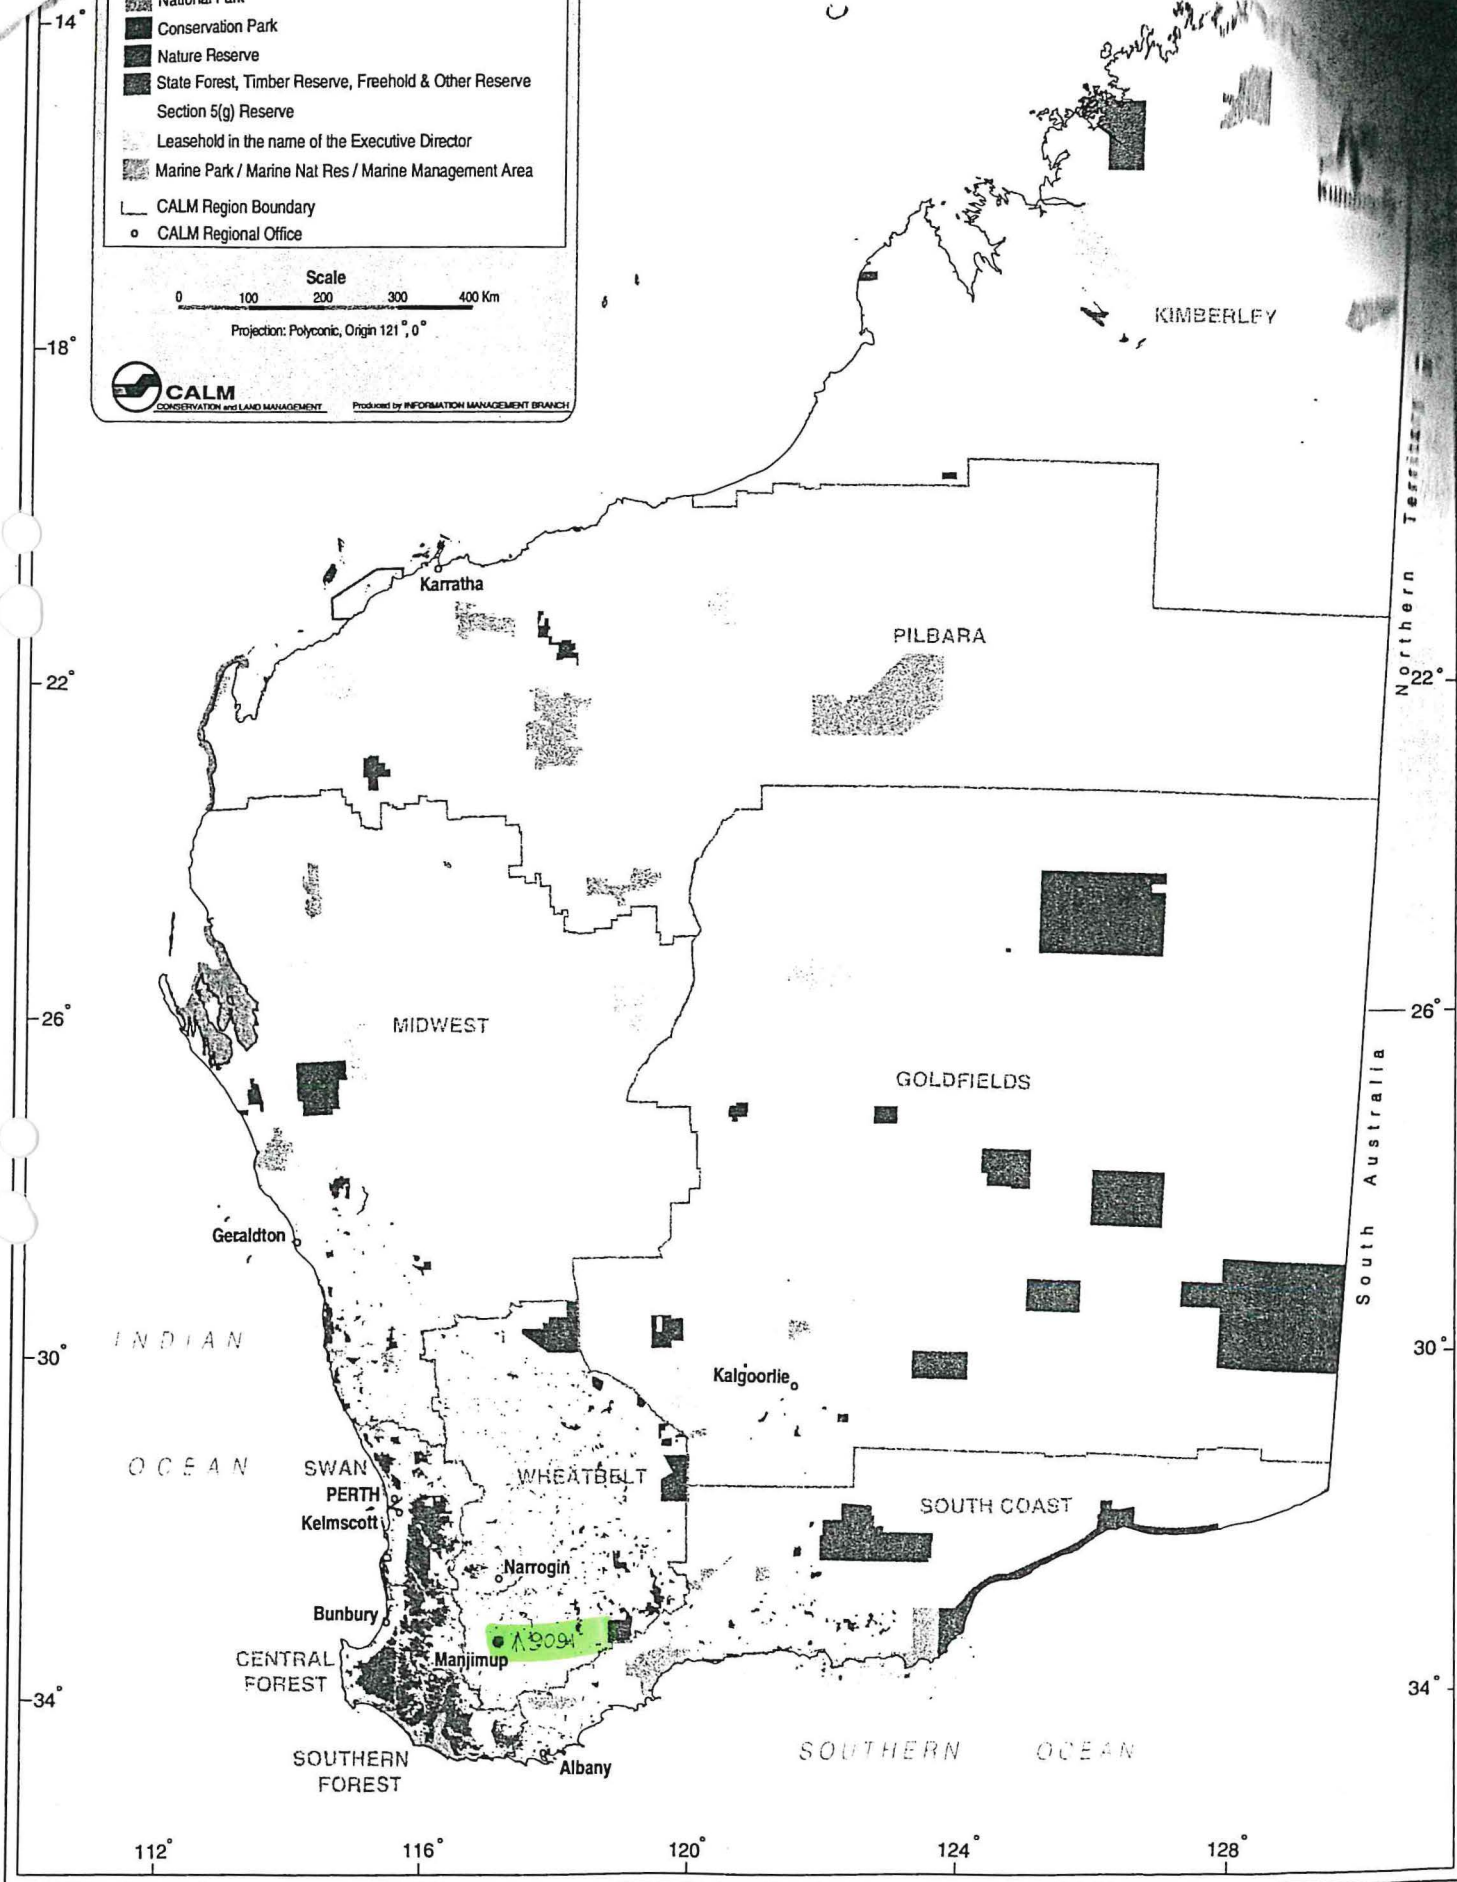 National Park
Conservation Park
Nature Reserve
State Forest, Timber Reserve, Freehold & Other Reserve
Section 5(g) Reserve
Leasehold in the name of the Executive Director
Marine Park / Marine Nat Res / Marine Management Area
CALM Region Boundary
CALM Regional Office
Scale
0 100 200 300 400 Km
Projection: Polyconic, Origin 121°, 0°
CALM
CONSERVATION and LAND MANAGEMENT
Produced by INFORMATION MANAGEMENT BRANCH
14°
18°
22°
26°
30°
34°
KIMBERLEY
Northern Territory
Karratha
PILBARA
22°
MIDWEST
26°
GOLDFIELDS
South Australia
Geraldton
INDIAN
OCEAN
30°
Kalgoorlie
SWAN
PERTH
Kelmscott
WHEATBELT
SOUTH COAST
Narrogin
Bunbury
CENTRAL
FOREST
Manjimup
34°
SOUTHERN
FOREST
Albany
SOUTHERN OCEAN
112° 116° 120° 124° 128°